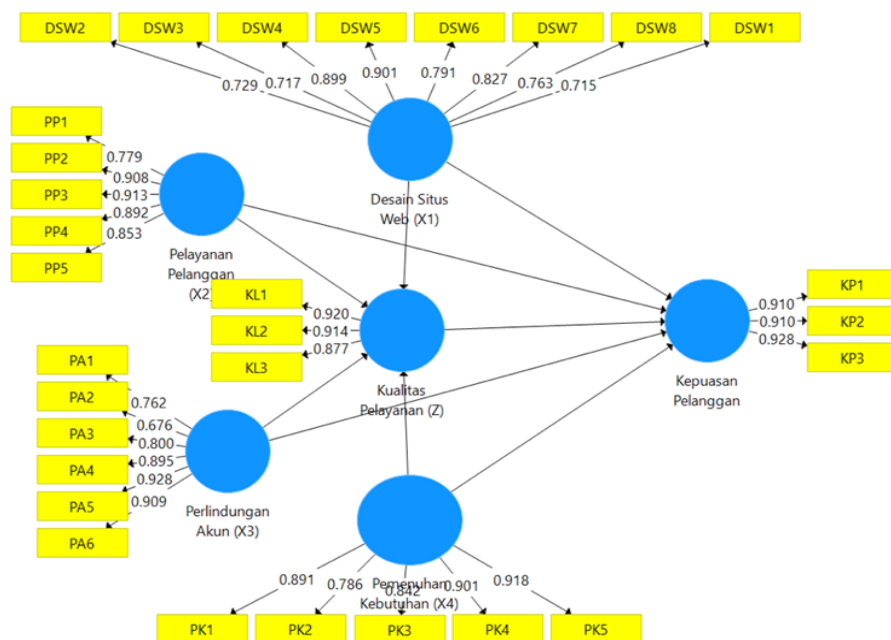 DSW2 DSW3 DSW4 DSW5 DSW6 DSW7 DSW8 DSW1
0.729 0.717 0.899 0.901 0.791 0.827 0.763 0.715
PP1
PP2
PP3
PP4
PP5
0.779
0.908
0.913
0.892
0.853
Desain Situs
Web (X1)
Pelayanan
Pelanggan
(X2)
KL1
KL2
KL3
0.920
0.914
0.877
Kualitas
Pelayanan (Z)
KP1
KP2
KP3
0.910
0.910
0.928
Kepuasan
Pelanggan
PA1
PA2
PA3
PA4
PA5
PA6
0.762
0.676
0.800
0.895
0.928
0.909
Perlindungan
Akun (X3)
Pemenuhan
Kebutuhan (X4)
0.891 0.786 0.842 0.901 0.918
PK1 PK2 PK3 PK4 PK5